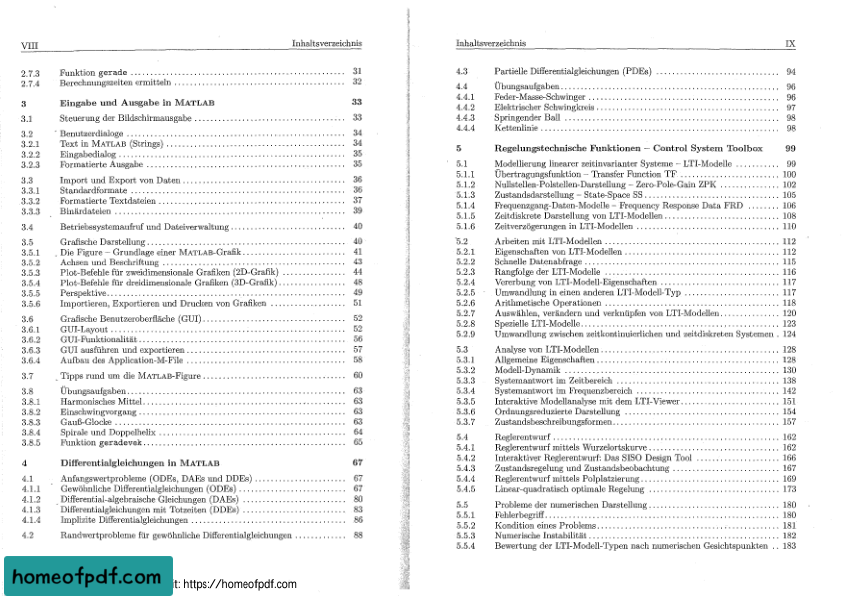 VIII Inhaltsverzeichnis
2.7.3 Funktion gerade 31
2.7.4 Berechnungszeiten ermitteln 32
3 Eingabe und Ausgabe in MATLAB 33
3.1 Steuerung der Bildschirmausgabe 33
3.2 Benutzerdialoge 34
3.2.1 Text in MATLAB (Strings) 34
3.2.2 Eingabedialog 35
3.2.3 Formatierte Ausgabe 35
3.3 Import und Export von Daten 36
3.3.1 Standardformate 36
3.3.2 Formatierte Textdateien 37
3.3.3 Binärdateien 39
3.4 Betriebssystemaufruf und Dateiverwaltung 40
3.5 Grafische Darstellung 40
3.5.1 Die Figure – Grundlage einer MATLAB-Grafik 41
3.5.2 Achsen und Beschriftung 43
3.5.3 Plot-Befehle für zweidimensionale Grafiken (2D-Grafik) 44
3.5.4 Plot-Befehle für dreidimensionale Grafiken (3D-Grafik) 48
3.5.5 Perspektive 49
3.5.6 Importieren, Exportieren und Drucken von Grafiken 51
3.6 Grafische Benutzeroberfläche (GUI) 52
3.6.1 GUI-Layout 52
3.6.2 GUI-Funktionalität 56
3.6.3 GUI ausführen und exportieren 57
3.6.4 Aufbau des Application-M-File 58
3.7 Tipps rund um die MATLAB-Figure 60
3.8 Übungsaufgaben 63
3.8.1 Harmonisches Mittel 63
3.8.2 Einschwingvorgang 63
3.8.3 Gauß-Glocke 63
3.8.4 Spirale und Doppelhelix 64
3.8.5 Funktion geradevek 65
4 Differentialgleichungen in MATLAB 67
4.1 Anfangswertprobleme (ODEs, DAEs und DDEs) 67
4.1.1 Gewöhnliche Differentialgleichungen (ODEs) 67
4.1.2 Differential-algebraische Gleichungen (DAEs) 80
4.1.3 Differentialgleichungen mit Totzeiten (DDEs) 83
4.1.4 Implizite Differentialgleichungen 86
4.2 Randwertprobleme für gewöhnliche Differentialgleichungen 88
Inhaltsverzeichnis IX
4.3 Partielle Differentialgleichungen (PDEs) 94
4.4 Übungsaufgaben 96
4.4.1 Feder-Masse-Schwinger 96
4.4.2 Elektrischer Schwingkreis 97
4.4.3 Springender Ball 98
4.4.4 Kettenlinie 98
5 Regelungstechnische Funktionen – Control System Toolbox 99
5.1 Modellierung linearer zeitinvarianter Systeme – LTI-Modelle 99
5.1.1 Übertragungsfunktion – Transfer Function TF 100
5.1.2 Nullstellen-Polstellen-Darstellung – Zero-Pole-Gain ZPK 102
5.1.3 Zustandsdarstellung – State-Space SS 105
5.1.4 Frequenzgang-Daten-Modelle – Frequency Response Data FRD 106
5.1.5 Zeitdiskrete Darstellung von LTI-Modellen 108
5.1.6 Zeitverzögerungen in LTI-Modellen 110
5.2 Arbeiten mit LTI-Modellen 112
5.2.1 Eigenschaften von LTI-Modellen 112
5.2.2 Schnelle Datenabfrage 115
5.2.3 Rangfolge der LTI-Modelle 116
5.2.4 Vererbung von LTI-Modell-Eigenschaften 117
5.2.5 Umwandlung in einen anderen LTI-Modell-Typ 117
5.2.6 Arithmetische Operationen 118
5.2.7 Auswählen, verändern und verknüpfen von LTI-Modellen 120
5.2.8 Spezielle LTI-Modelle 123
5.2.9 Umwandlung zwischen zeitkontinuierlichen und zeitdiskreten Systemen 124
5.3 Analyse von LTI-Modellen 128
5.3.1 Allgemeine Eigenschaften 128
5.3.2 Modell-Dynamik 130
5.3.3 Systemantwort im Zeitbereich 138
5.3.4 Systemantwort im Frequenzbereich 142
5.3.5 Interaktive Modellanalyse mit dem LTI-Viewer 151
5.3.6 Ordnungsreduzierte Darstellung 154
5.3.7 Zustandsbeschreibungsformen 157
5.4 Reglerentwurf 162
5.4.1 Reglerentwurf mittels Wurzelortskurve 162
5.4.2 Interaktiver Reglerentwurf: Das SISO Design Tool 166
5.4.3 Zustandsregelung und Zustandsbeobachtung 167
5.4.4 Reglerentwurf mittels Polplatzierung 169
5.4.5 Linear-quadratisch optimale Regelung 173
5.5 Probleme der numerischen Darstellung 180
5.5.1 Fehlerbegriff 180
5.5.2 Kondition eines Problems 181
5.5.3 Numerische Instabilität 182
5.5.4 Bewertung der LTI-Modell-Typen nach numerischen Gesichtspunkten 183
homeofpdf.com
it: https://homeofpdf.com